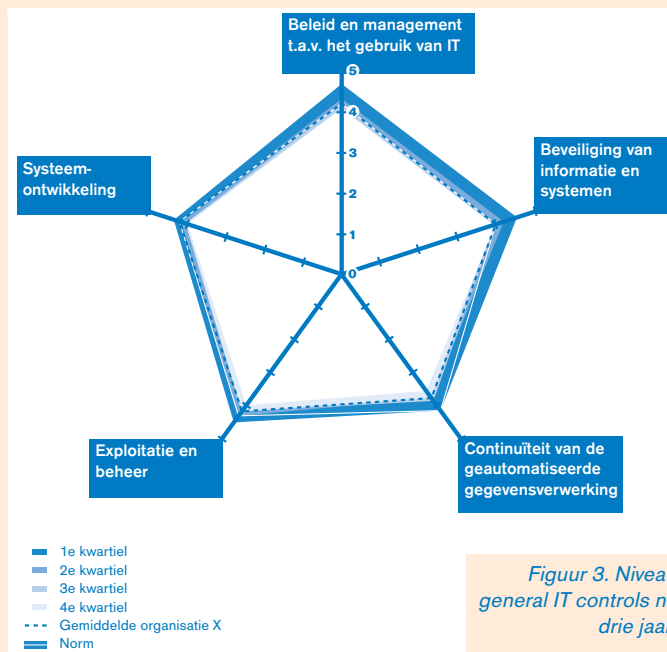 Beleid en management
t.a.v. het gebruik van IT
5
4
3
2
1
0
Systeem-
ontwikkeling
Beveiliging van
informatie en
systemen
Exploitatie en
beheer
Continuïteit van de
geautomatiseerde
gegevensverwerking
1e kwartiel
2e kwartiel
3e kwartiel
4e kwartiel
Gemiddelde organisatie X
Norm
Figuur 3. Nivea
general IT controls n
drie jaa